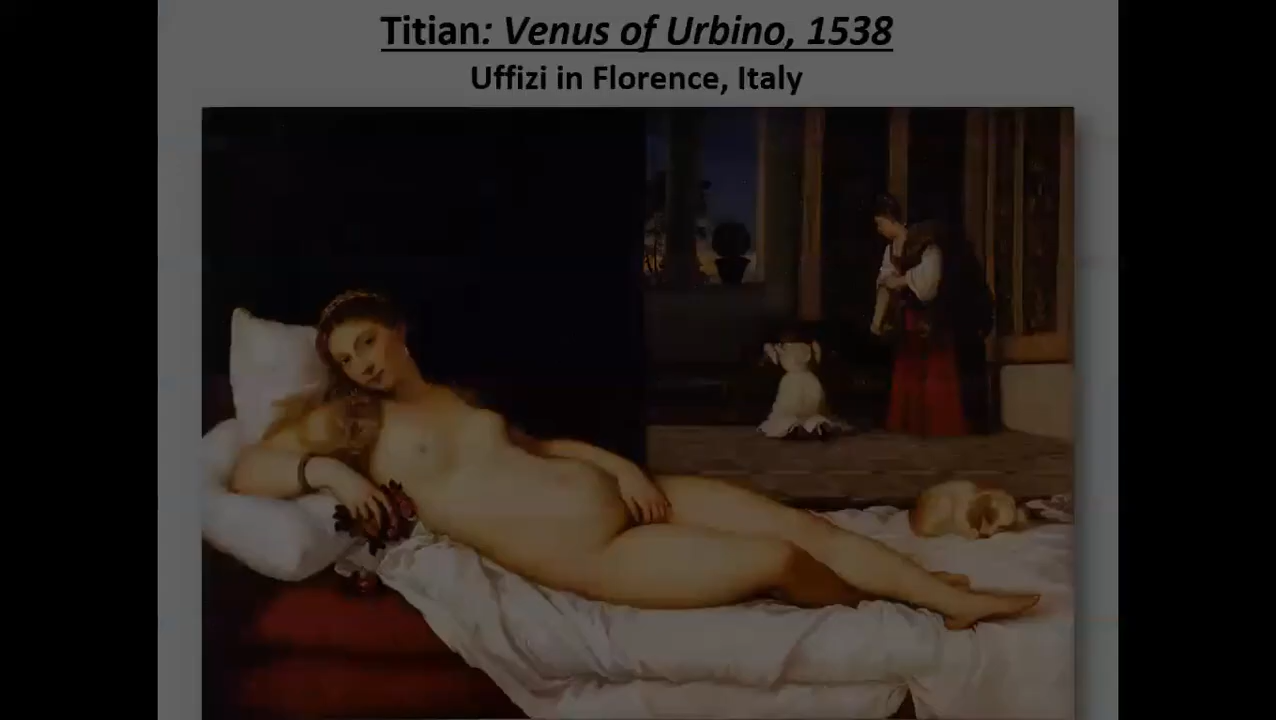 Titian: Venus of Urbino, 1538
Uffizi in Florence, Italy